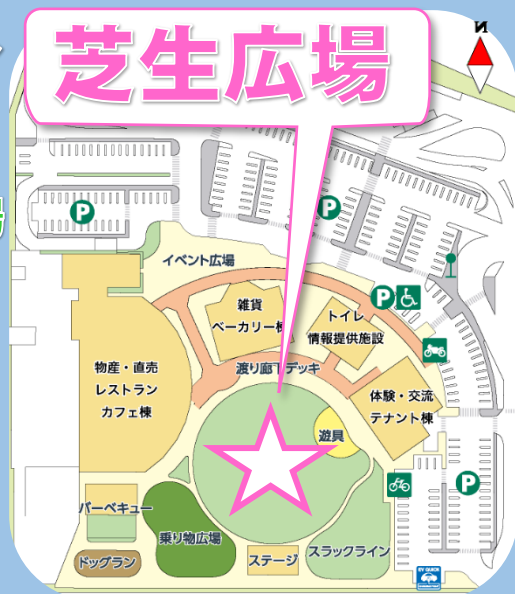 芝生広場
N
P
P
イベント広場
雑貨
ベーカリー棟
トイレ
情報提供施設
P
物産・直売
レストラン
カフェ棟
渡り廊下デッキ
体験・交流
テナント棟
遊具
P
バーベキュー
乗り物広場
ドッグラン
ステージ
スラックライン
EV QUICK